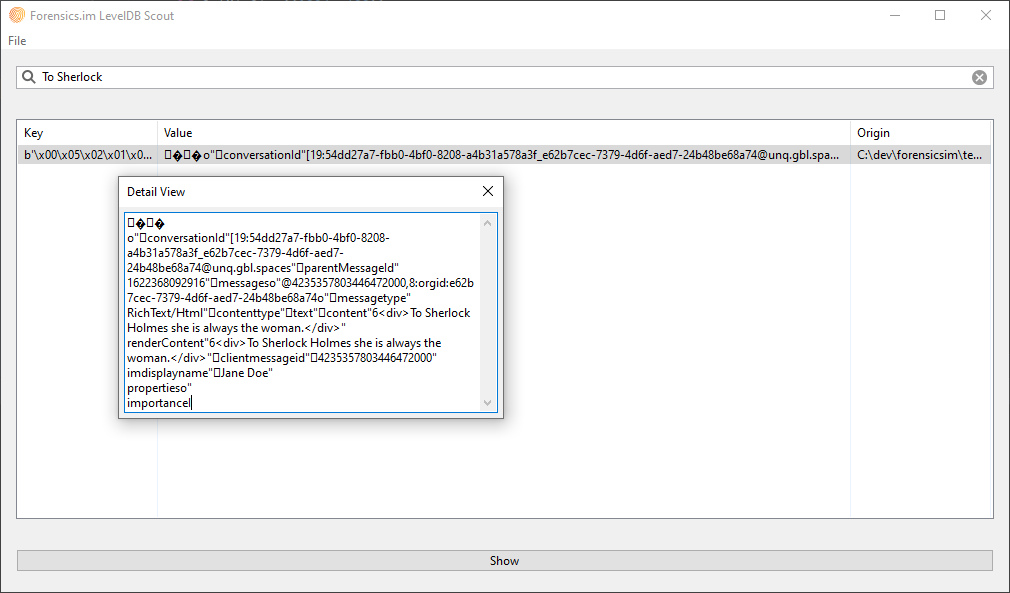 Forensics.im LevelDB Scout
File
To Sherlock
Key Value Origin
b'\x00\x05\x02\x01\x0... �� o" conversationId"[19:54dd27a7-fbb0-4bf0-8208-a4b31a578a3f_e62b7cec-7379-4d6f-aed7-24b48be68a74@unq.gbl.spa... C:\dev\forensicsim\te...
Detail View
��
o" conversationId"[19:54dd27a7-fbb0-4bf0-8208-
a4b31a578a3f_e62b7cec-7379-4d6f-aed7-
24b48be68a74@unq.gbl.spaces" parentMessageId"
1622368092916" messageso"@4235357803446472000,8:orgid:e62b
7cec-7379-4d6f-aed7-24b48be68a74o" messagetype"
RichText/Html" contenttype" text" content"6<div>To Sherlock
Holmes she is always the woman.</div>"
renderContent"6<div>To Sherlock Holmes she is always the
woman.</div>" clientmessageid" 4235357803446472000"
imdisplayname" Jane Doe"
propertieso"
importancel
Show